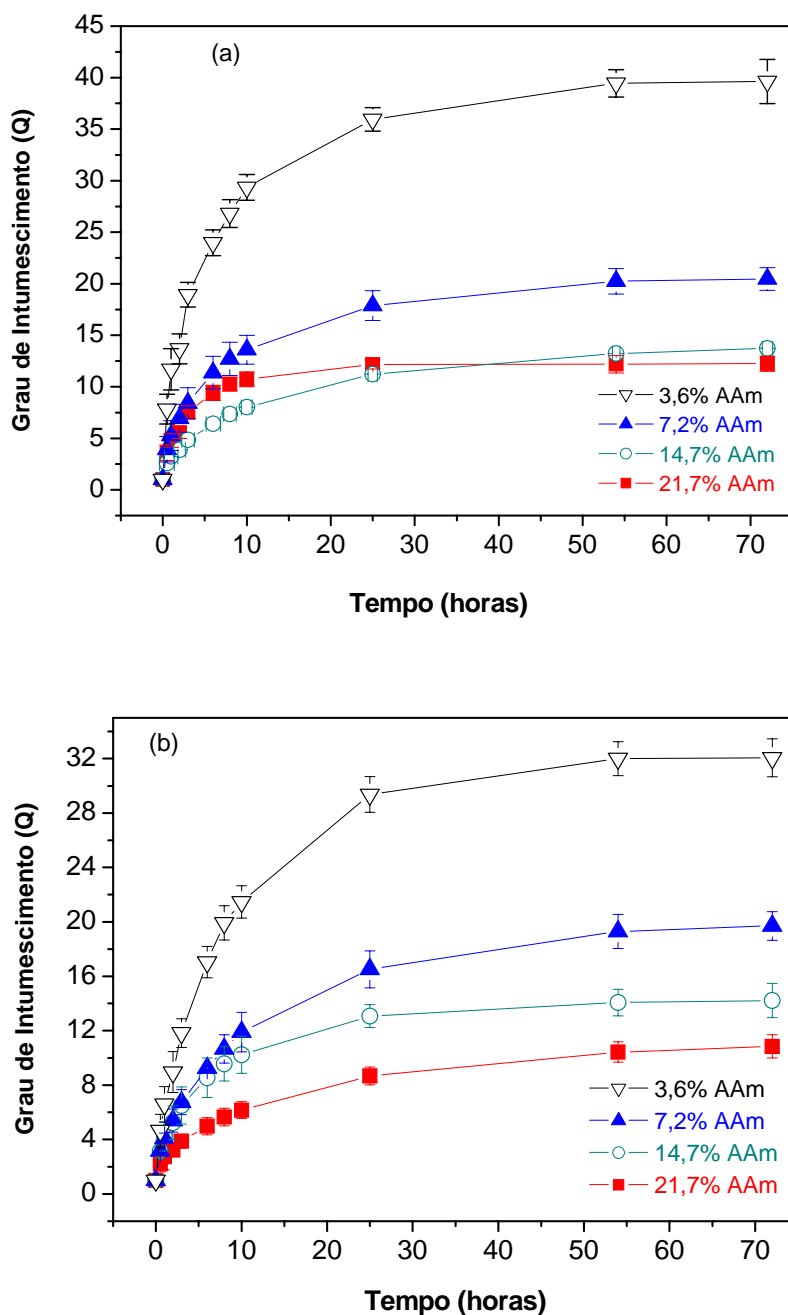 (a)
Grau de Intumescimento (Q)
45
40
35
30
25
20
15
10
5
0
3,6% AAm
7,2% AAm
14,7% AAm
21,7% AAm
0 10 20 30 40 50 60 70
Tempo (horas)
(b)
Grau de Intumescimento (Q)
32
28
24
20
16
12
8
4
0
3,6% AAm
7,2% AAm
14,7% AAm
21,7% AAm
0 10 20 30 40 50 60 70
Tempo (horas)